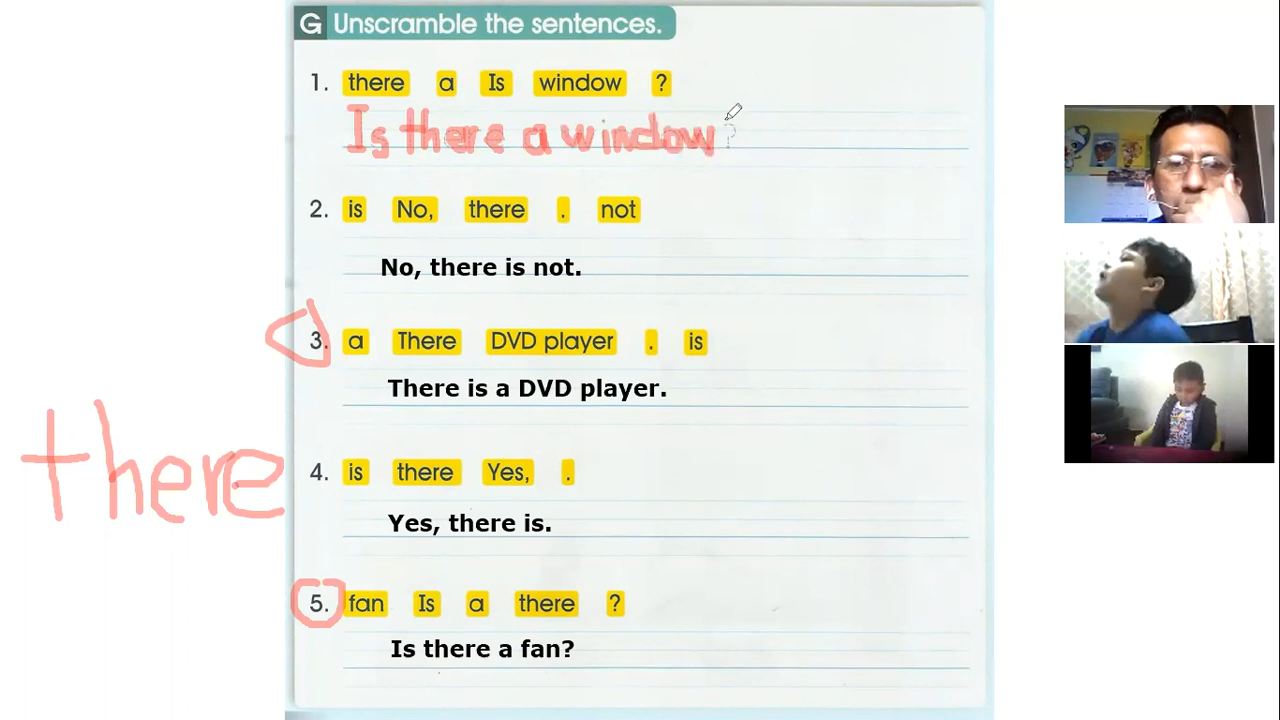 G Unscramble the sentences.
1. there a Is window ?
Is there a window ?
2. is No, there . not
No, there is not.
3. a There DVD player . is
There is a DVD player.
there
4. is there Yes, .
Yes, there is.
5. fan Is a there ?
Is there a fan?